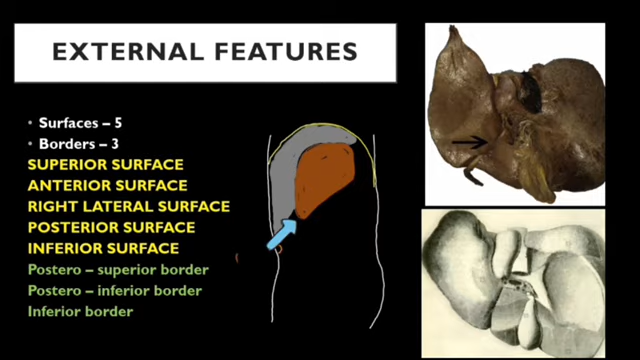 EXTERNAL FEATURES
• Surfaces – 5
• Borders – 3
SUPERIOR SURFACE
ANTERIOR SURFACE
RIGHT LATERAL SURFACE
POSTERIOR SURFACE
INFERIOR SURFACE
Postero – superior border
Postero – inferior border
Inferior border